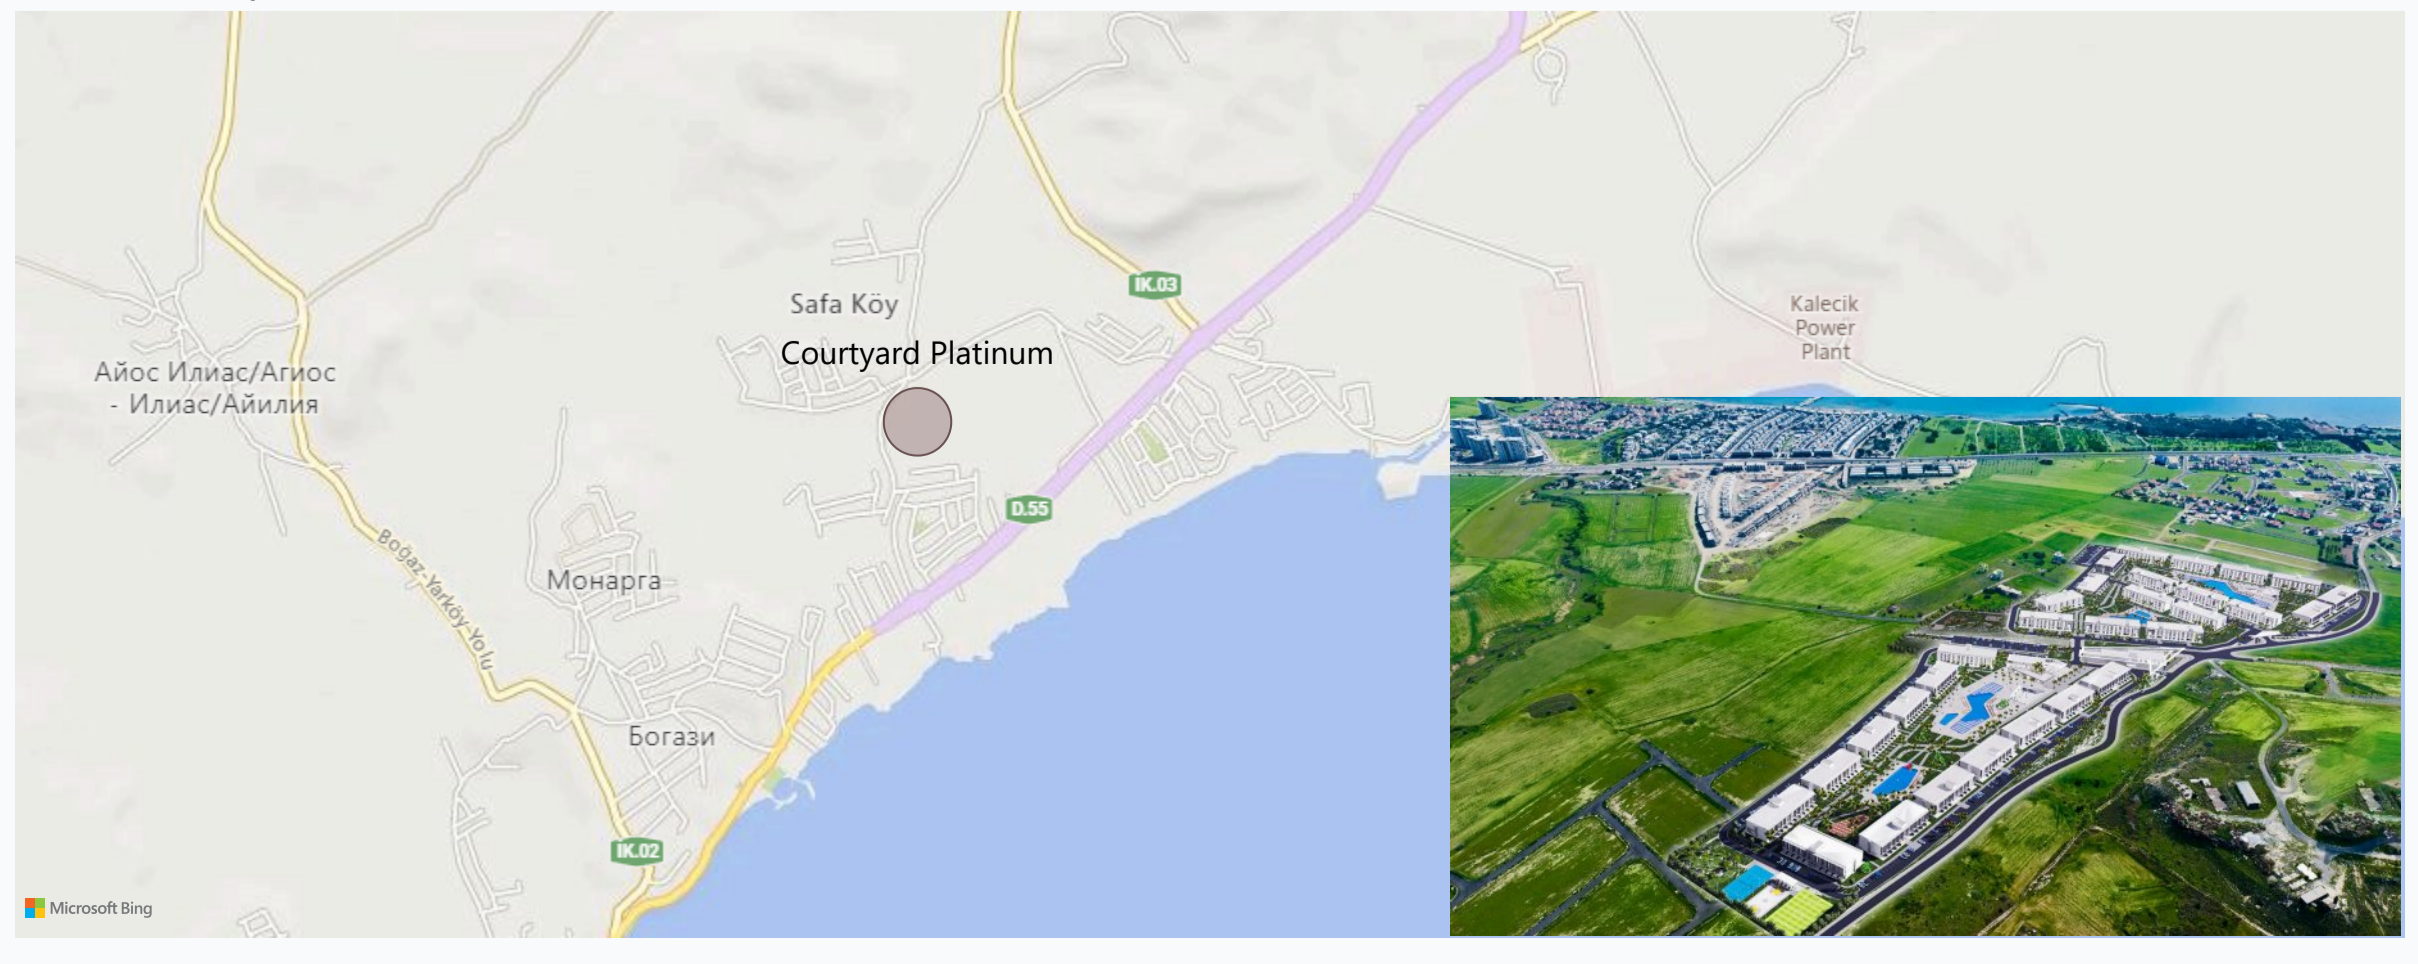 IK.03
Safa Köy
Kalecik
Power
Plant
Courtyard Platinum
Айос Илиас/Агиос
- Илиас/Айилия
D.55
Boğaz-Yarköy Yolu
Монарга
Богази
IK.02
Microsoft Bing